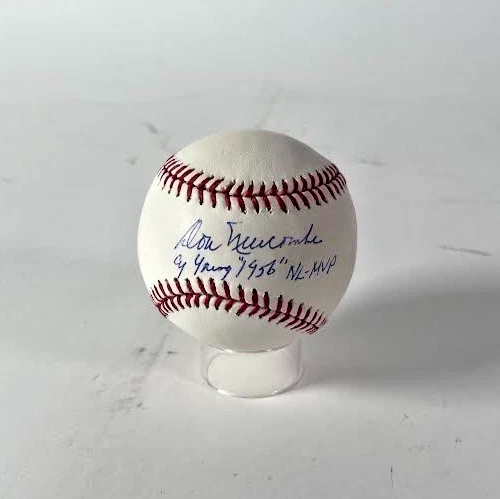 Don Newcombe
Cy Young "1956" NL-MVP